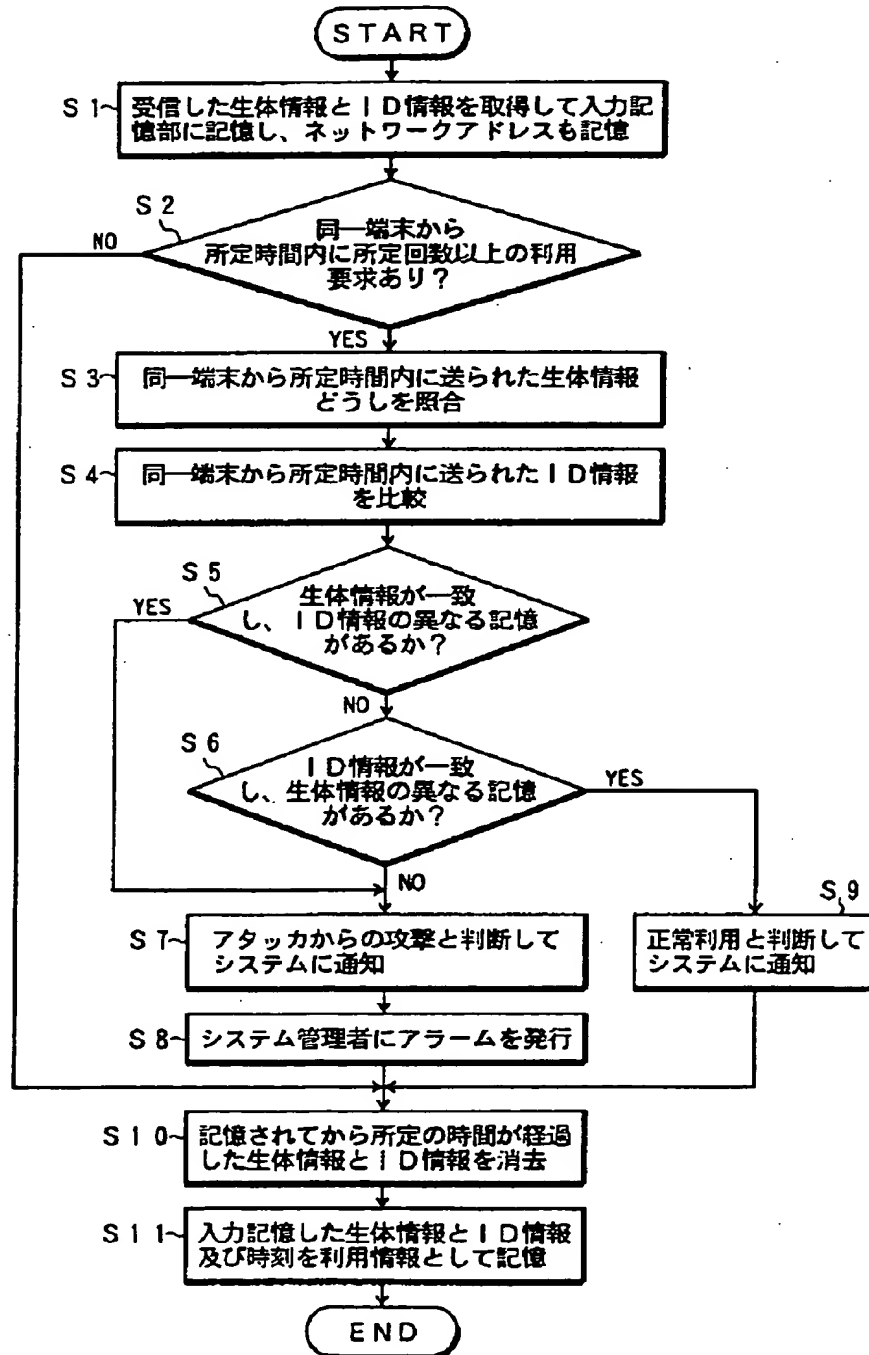 START
S1
受信した生体情報とID情報を取得して入力記
憶部に記憶し、ネットワークアドレスも記憶
S2
同一端末から
所定時間内に所定回数以上の利用
要求あり？
NO
YES
S3
同一端末から所定時間内に送られた生体情報
どうしを照合
S4
同一端末から所定時間内に送られたID情報
を比較
S5
生体情報が一致
し、ID情報の異なる記憶
があるか？
YES
NO
S6
ID情報が一致
し、生体情報の異なる記憶
があるか？
YES
NO
S7
アタッカからの攻撃と判断して
システムに通知
S9
正常利用と判断して
システムに通知
S8
システム管理者にアラームを発行
S10
記憶されてから所定の時間が経過
した生体情報とID情報を消去
S11
入力記憶した生体情報とID情報
及び時刻を利用情報として記憶
END